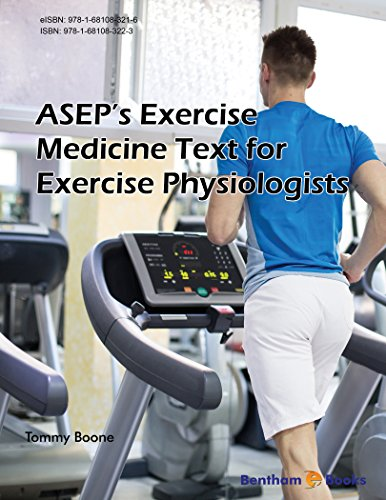 eISBN: 978-1-68108-321-6
ISBN: 978-1-68108-322-3
ASEP's Exercise
Medicine Text for
Exercise Physiologists
Tommy Boone
Bentham Books